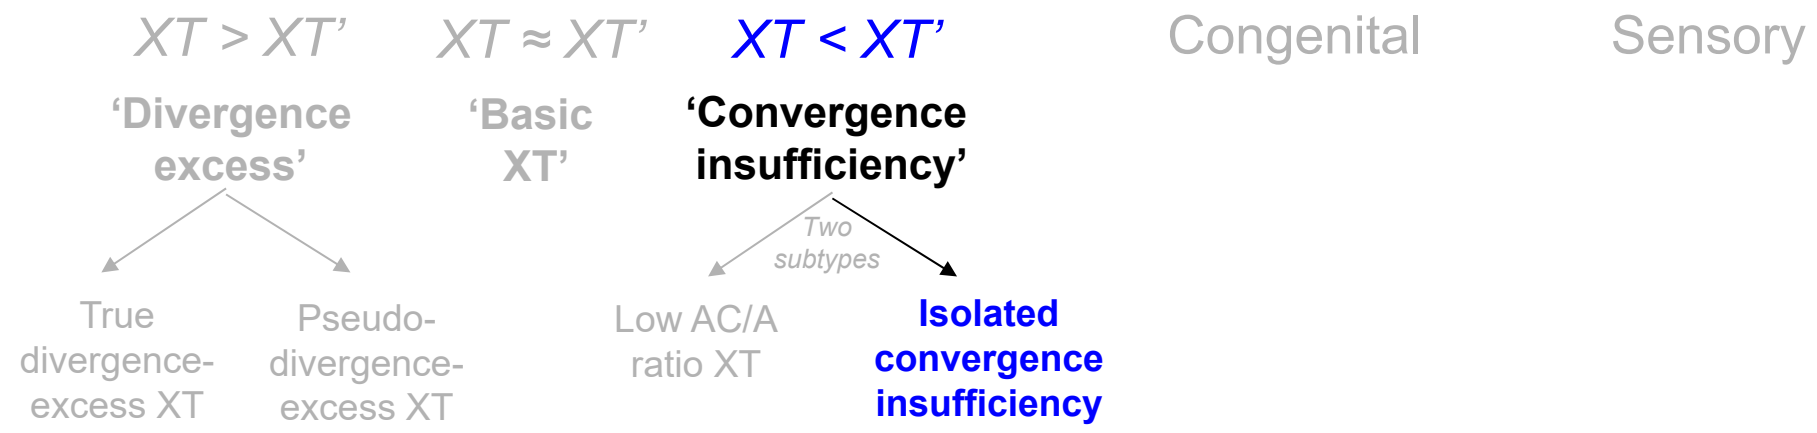 XT > XT’ XT ≈ XT’ XT < XT’ Congenital Sensory
‘Divergence
excess’
‘Basic
XT’
‘Convergence
insufficiency’
Two
subtypes
True
divergence-
excess XT
Pseudo-
divergence-
excess XT
Low AC/A
ratio XT
Isolated
convergence
insufficiency